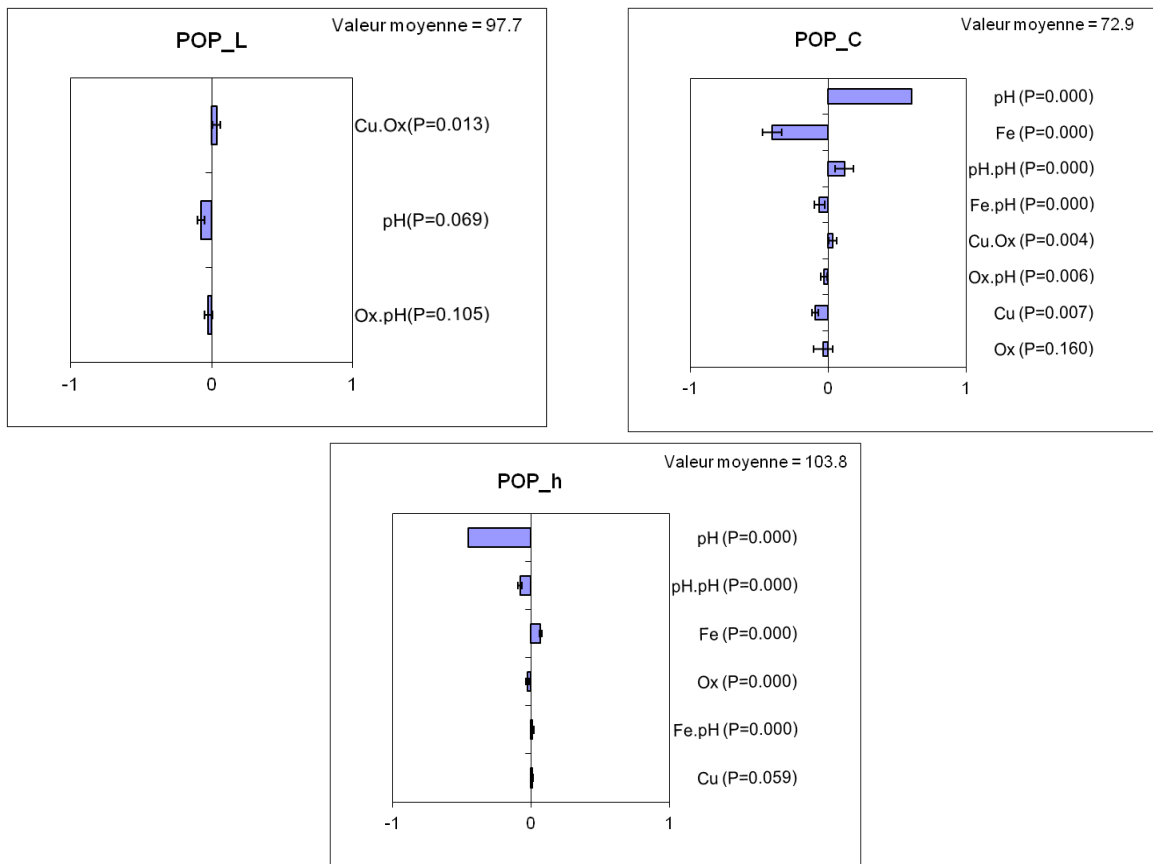 Valeur moyenne = 97.7
POP_L
Cu.Ox(P=0.013)
pH(P=0.069)
Ox.pH(P=0.105)
-1 0 1
Valeur moyenne = 72.9
POP_C
pH (P=0.000)
Fe (P=0.000)
pH.pH (P=0.000)
Fe.pH (P=0.000)
Cu.Ox (P=0.004)
Ox.pH (P=0.006)
Cu (P=0.007)
Ox (P=0.160)
-1 0 1
Valeur moyenne = 103.8
POP_h
pH (P=0.000)
pH.pH (P=0.000)
Fe (P=0.000)
Ox (P=0.000)
Fe.pH (P=0.000)
Cu (P=0.059)
-1 0 1